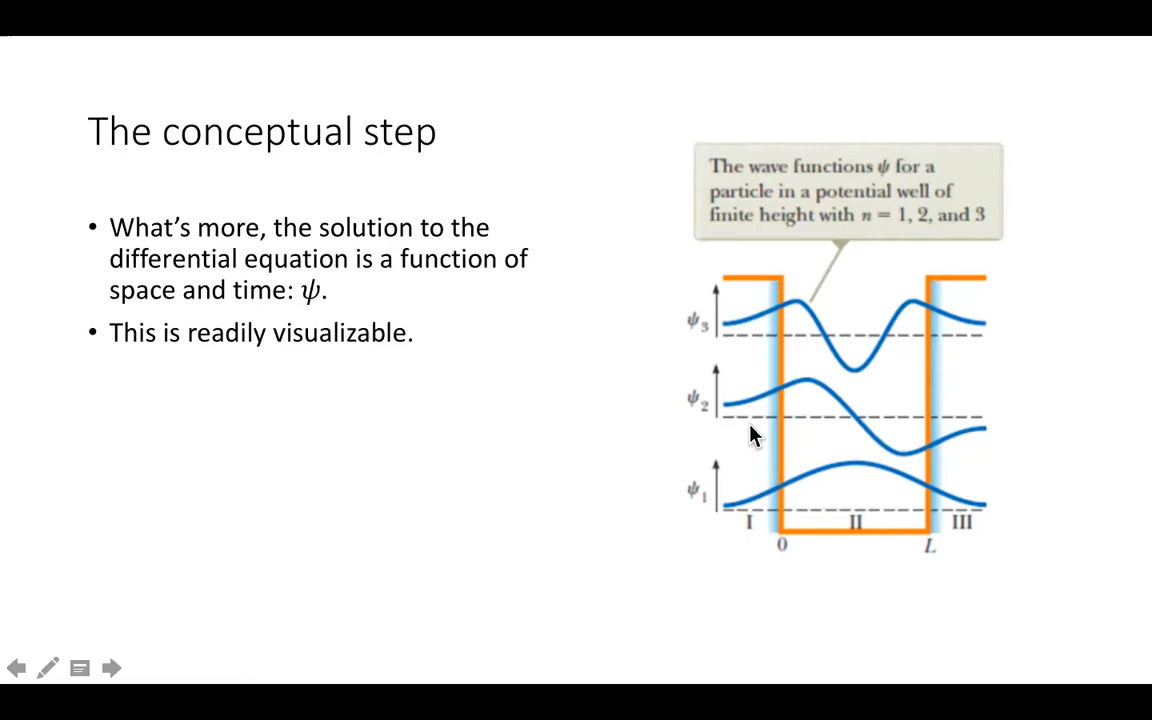 The conceptual step
• What’s more, the solution to the
differential equation is a function of
space and time: ψ.
• This is readily visualizable.
The wave functions ψ for a
particle in a potential well of
finite height with n = 1, 2, and 3
ψ₃
ψ₂
ψ₁
I II III
0 L